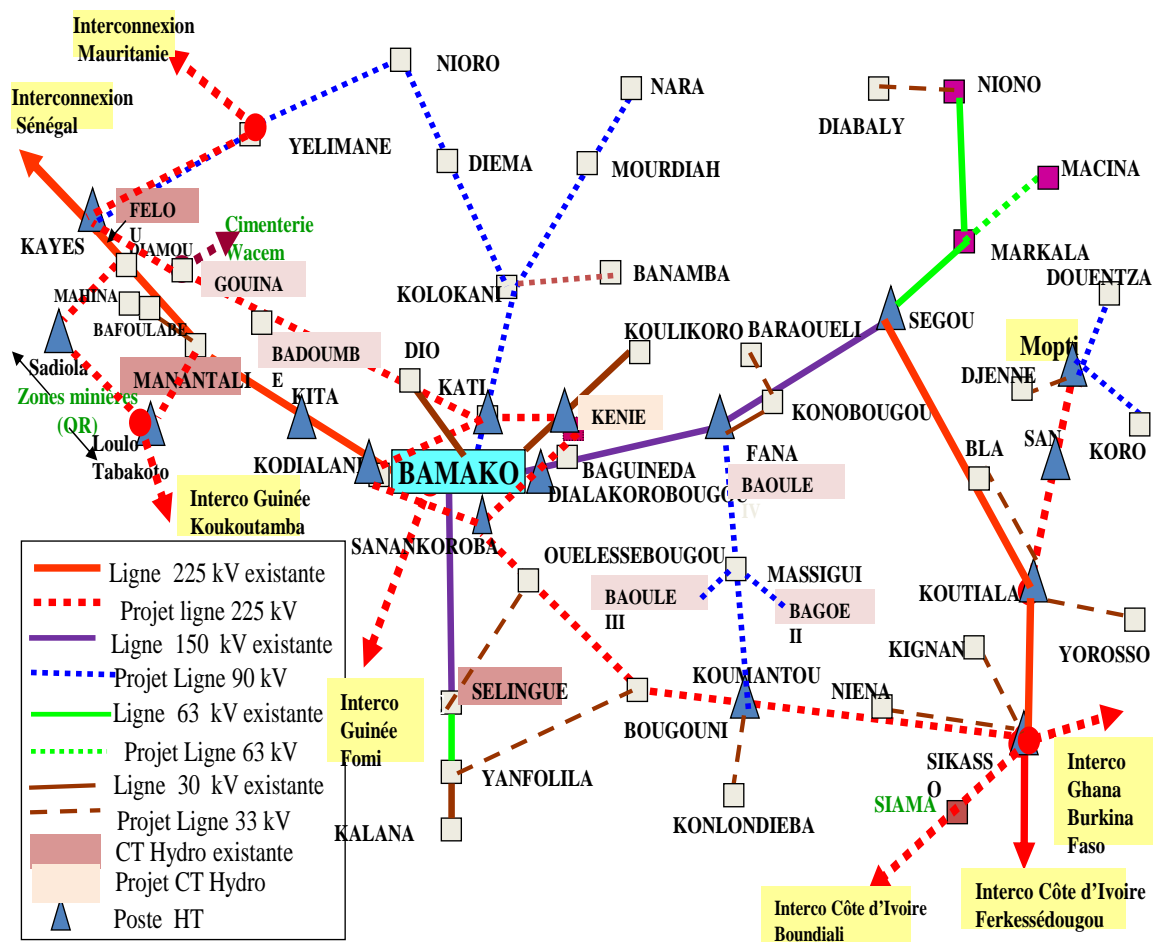 Interconnexion
Mauritanie
NIORO
NARA
NIONO
DIABALY
Interconnexion
Sénégal
YELIMANE
DIEMA
MOURDIAH
MACINA
FELO
U
KAYES
DIAMOU
Cimenterie
Wacem
MARKALA
GOUINA
BANAMBA
DOUENTZA
MAHINA
KOLOKANI
BAFOULABE
SEGOU
KOULIKORO
BARAOUELI
Mopti
Sadiola
BADOUMB
E
DIO
MANANTALI
KATI
DJENNE
Zones minières
(OR)
KITA
KENIE
KONOBOUGOU
SAN
KORO
Loulo
Tabakoto
KODIALANI
BAMAKO
BAGUINEDA
FANA
BLA
DIALAKOROBOUGOU
BAOULE
IV
Interco Guinée
Koukoutamba
SANANKOROBA
OUELESSEBOUGOU
MASSIGUI
BAOULE
III
BAGOE
II
KOUTIALA
YOROSSO
KIGNAN
SELINGUE
KOUMANTOU
NIENA
Interco
Guinée
Fomi
BOUGOUNI
SIKASS
O
YANFOLILA
Interco
Ghana
Burkina
Faso
SIAMA
KALANA
KONLONDIEBA
Interco Côte d'Ivoire
Boundiali
Interco Côte d'Ivoire
Ferkessédougou
Ligne 225 kV existante
Projet ligne 225 kV
Ligne 150 kV existante
Projet Ligne 90 kV
Ligne 63 kV existante
Projet Ligne 63 kV
Ligne 30 kV existante
Projet Ligne 33 kV
CT Hydro existante
Projet CT Hydro
Poste HT